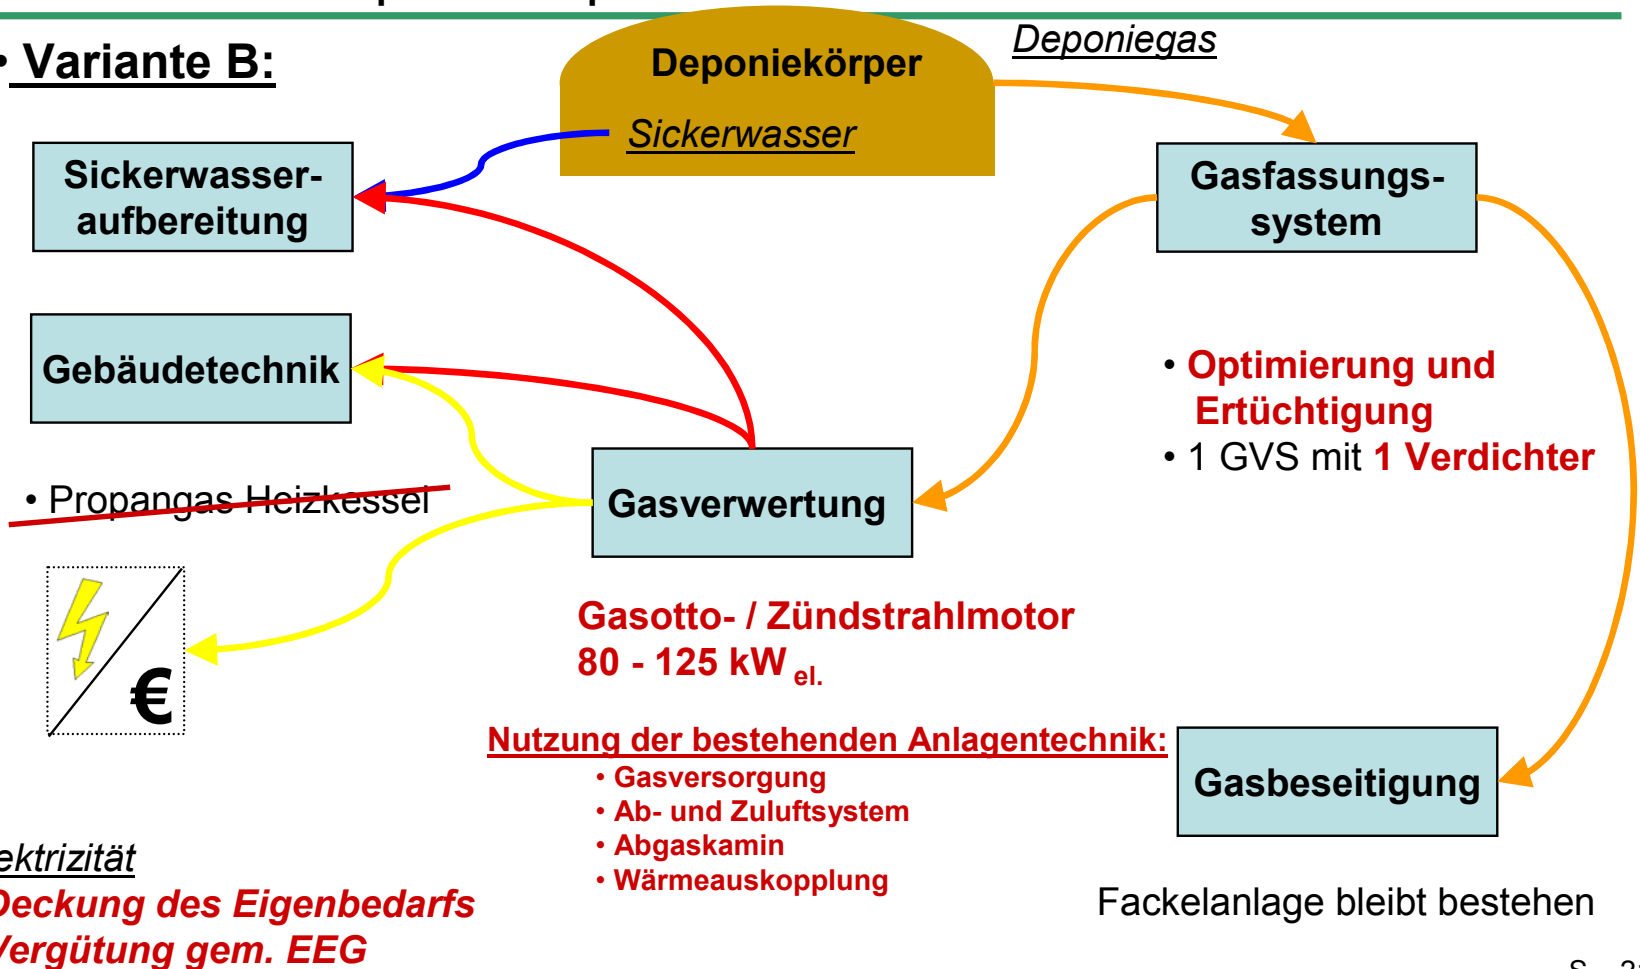 • Variante B:
Deponiekörper
Deponiegas
Sickerwasser
Sickerwasser-
aufbereitung
Gasfassungs-
system
Gebäudetechnik
• Optimierung und
Ertüchtigung
• 1 GVS mit 1 Verdichter
• Propangas Heizkessel
Gasverwertung
€
Gasotto- / Zündstrahlmotor
80 - 125 kW el.
Nutzung der bestehenden Anlagentechnik:
• Gasversorgung
• Ab- und Zuluftsystem
• Abgaskamin
• Wärmeauskopplung
Gasbeseitigung
Fackelanlage bleibt bestehen
ektrizität
Deckung des Eigenbedarfs
Vergütung gem. EEG